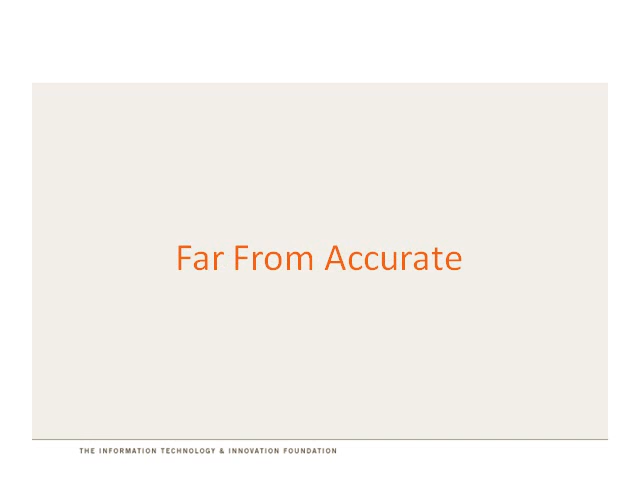 Far From Accurate
THE INFORMATION TECHNOLOGY & INNOVATION FOUNDATION